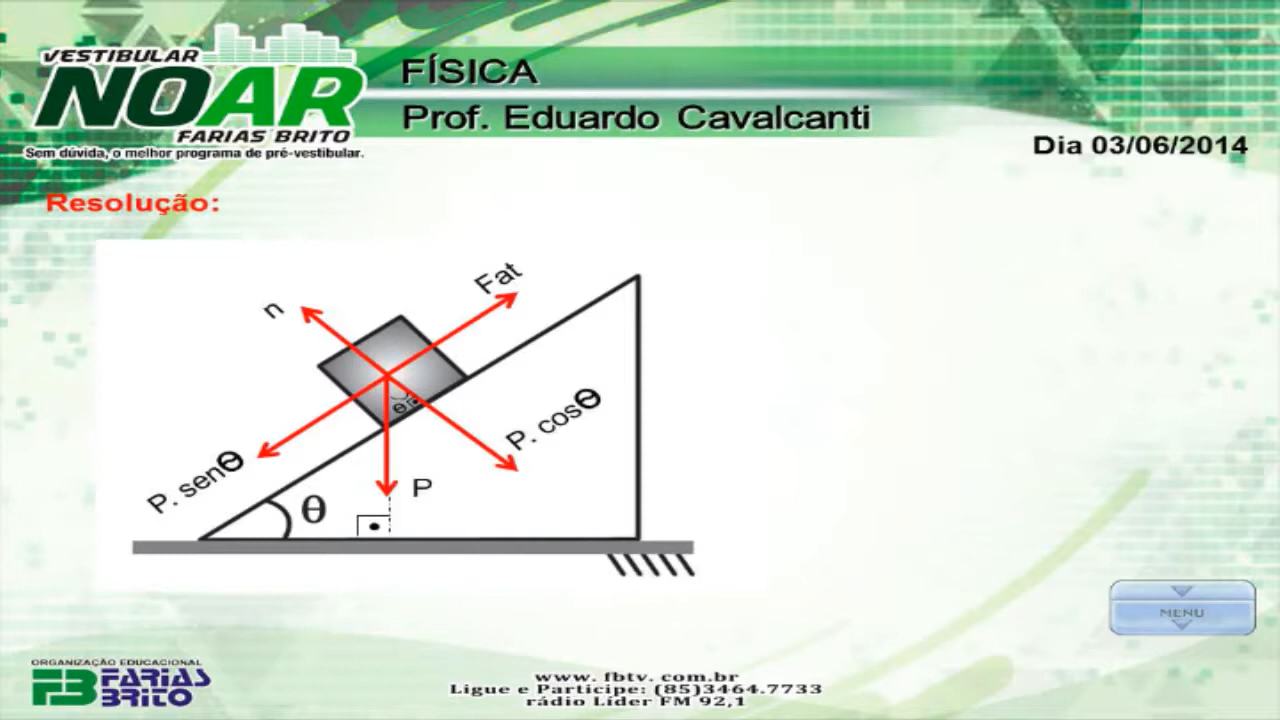 VESTIBULAR
NOAR
FARIAS BRITO
Sem dúvida, o melhor programa de pré-vestibular.
FÍSICA
Prof. Eduardo Cavalcanti
Dia 03/06/2014
Resolução:
n
Fat
θ
P. cosθ
P. senθ
P
θ
MENU
ORGANIZAÇÃO EDUCACIONAL
FB FARIAS
BRITO
www. fbtv. com.br
Ligue e Participe: (85)3464.7733
rádio Líder FM 92,1